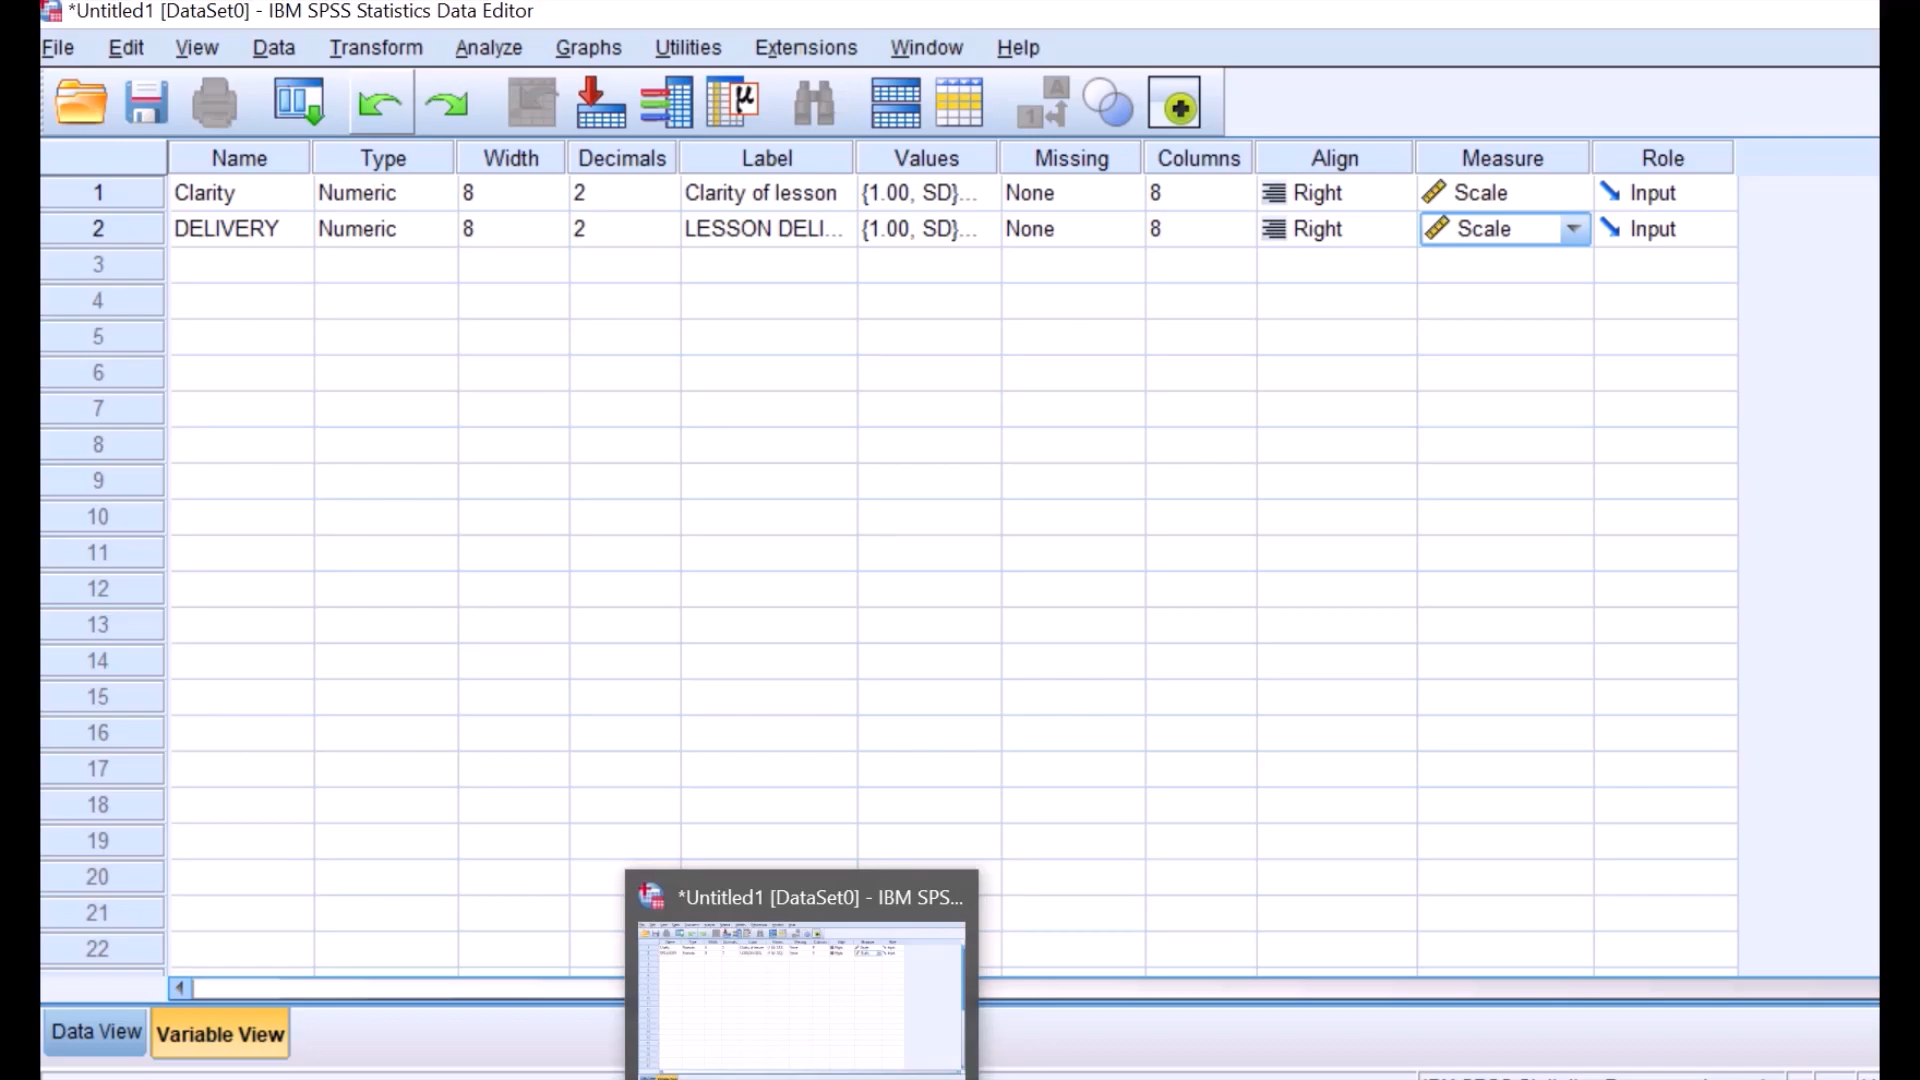 *Untitled1 [DataSet0] - IBM SPSS Statistics Data Editor
File Edit View Data Transform Analyze Graphs Utilities Extensions Window Help
Name Type Width Decimals Label Values Missing Columns Align Measure Role
1 Clarity Numeric 8 2 Clarity of lesson {1.00, SD}... None 8 Right Scale Input
2 DELIVERY Numeric 8 2 LESSON DELI... {1.00, SD}... None 8 Right Scale Input
3
4
5
6
7
8
9
10
11
12
13
14
15
16
17
18
19
20
21
22
*Untitled1 [DataSet0] - IBM SPS...
Data View Variable View